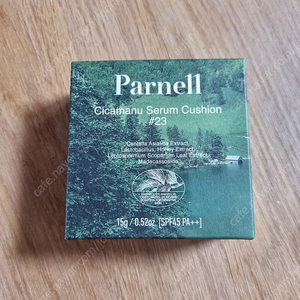 Parnell
Cicamanu Serum Cushion
#23
Centella Asiatica Extract,
Lactobacillus, Honey Extract,
Leptospermum Scoparium Leaf Extract,
Madecassoside
15g / 0.52oz. [SPF45 PA++]